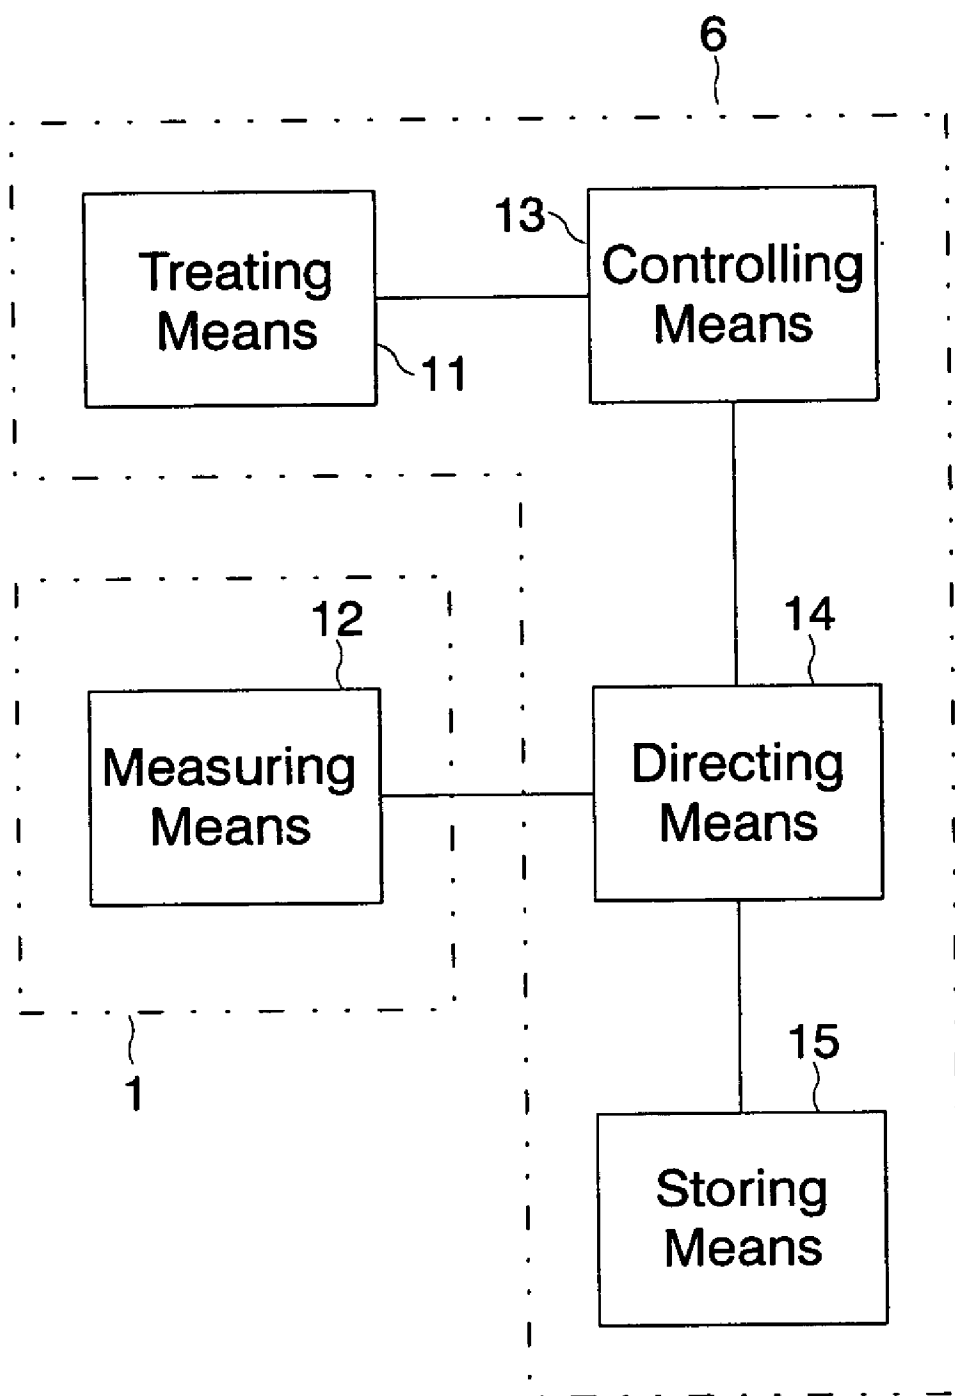 6
Treating
Means
11
13
Controlling
Means
12
Measuring
Means
14
Directing
Means
1
15
Storing
Means